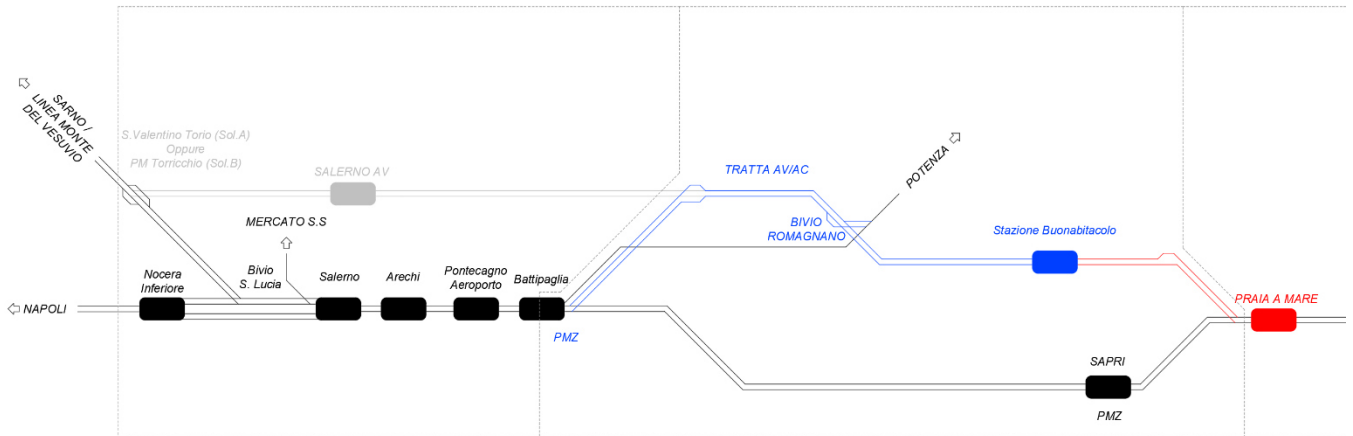 SARNO /
LINEA MONTE
DEL VESUVIO
S.Valentino Torio (Sol.A)
Oppure
PM Torricchio (Sol.B)
SALERNO AV
TRATTA AV/AC
POTENZA
MERCATO S.S
BIVIO
ROMAGNANO
Stazione Buonabitacolo
Nocera
Inferiore
Bivio
S. Lucia
Salerno
Arechi
Pontecagno
Aeroporto
Battipaglia
NAPOLI
PMZ
PRAIA A MARE
SAPRI
PMZ